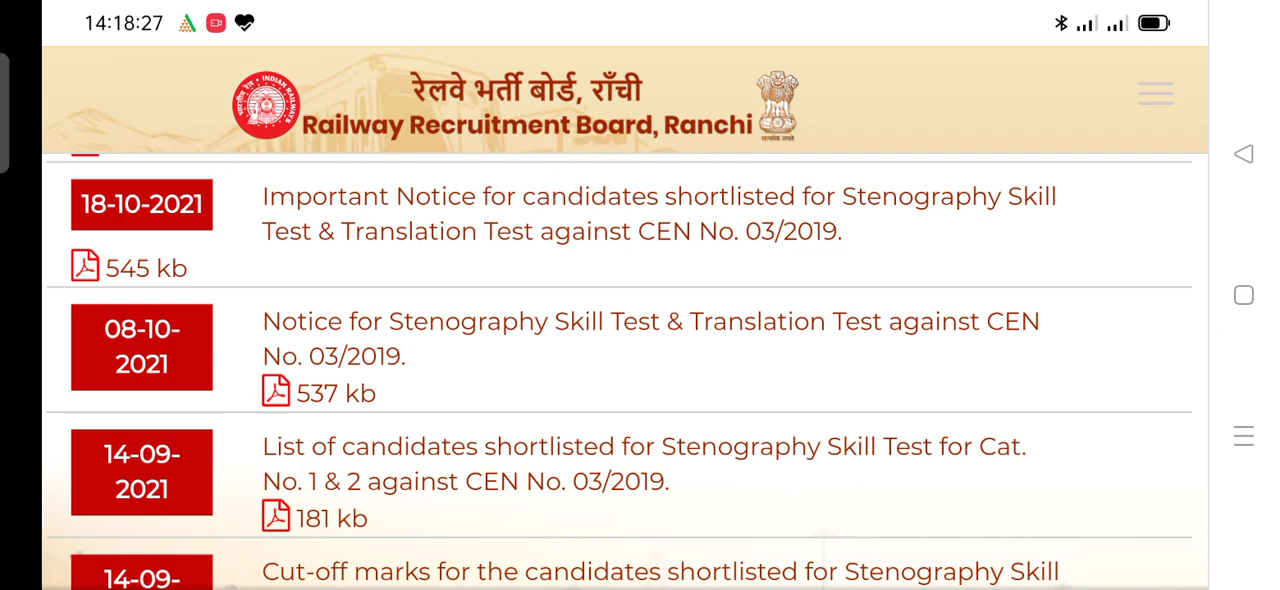 14:18:27
रेलवे भर्ती बोर्ड, राँची
Railway Recruitment Board, Ranchi
18-10-2021
Important Notice for candidates shortlisted for Stenography Skill
Test & Translation Test against CEN No. 03/2019.
545 kb
08-10-
2021
Notice for Stenography Skill Test & Translation Test against CEN
No. 03/2019.
537 kb
14-09-
2021
List of candidates shortlisted for Stenography Skill Test for Cat.
No. 1 & 2 against CEN No. 03/2019.
181 kb
14-09-
Cut-off marks for the candidates shortlisted for Stenography Skill